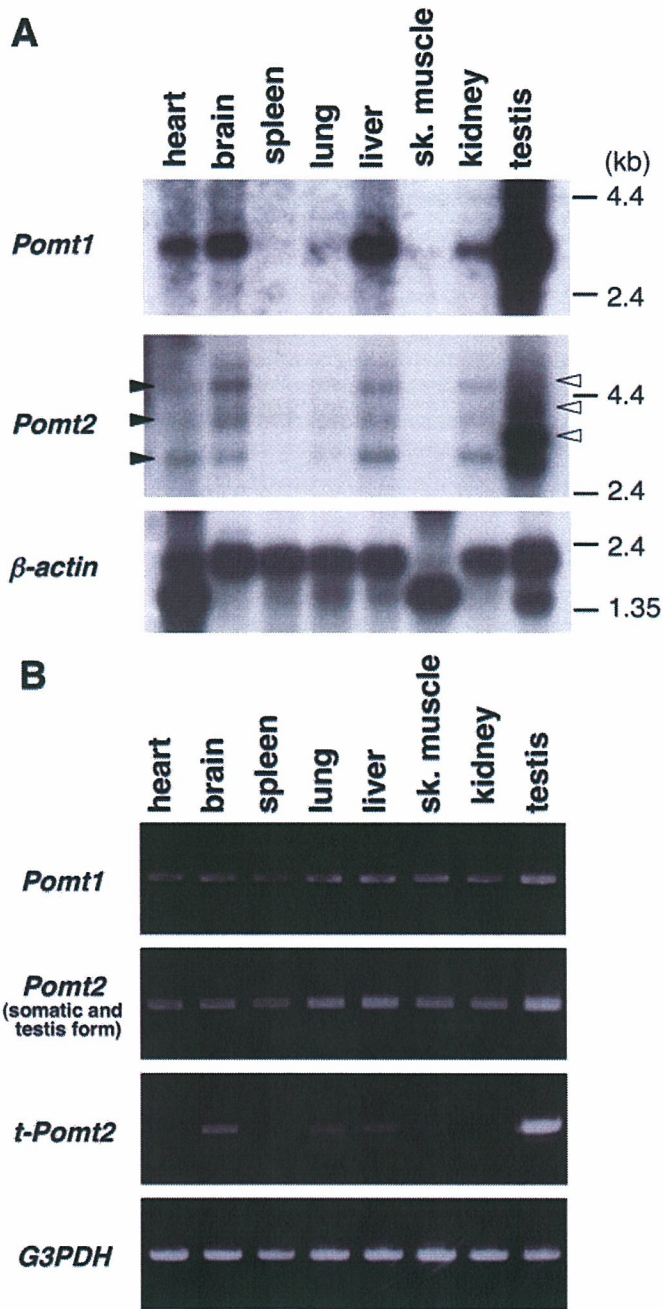 A
heart
brain
spleen
lung
liver
sk. muscle
kidney
testis
(kb)
Pomt1
4.4
2.4
Pomt2
4.4
2.4
β-actin
2.4
1.35
B
heart
brain
spleen
lung
liver
sk. muscle
kidney
testis
Pomt1
Pomt2
(somatic and
testis form)
t-Pomt2
G3PDH